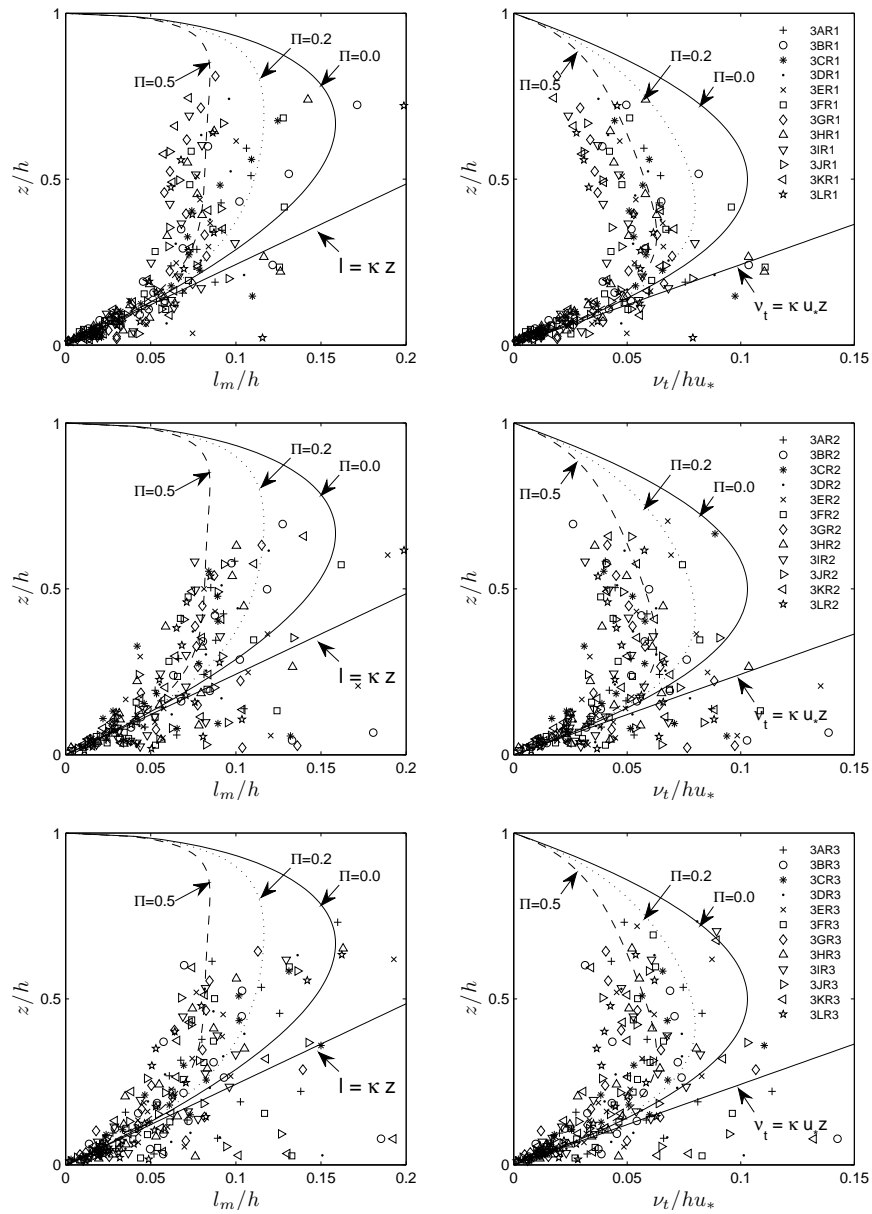 1
Π=0.2
Π=0.0
Π=0.5
z/h
0.5
l = κ z
0
0
0.05
0.1
0.15
0.2
l_m/h
1
Π=0.2
Π=0.0
Π=0.5
0.5
ν_t = κ u_*z
0
0
0.05
0.1
0.15
ν_t/hu_*
3AR1
3BR1
3CR1
3DR1
3ER1
3FR1
3GR1
3HR1
3IR1
3JR1
3KR1
3LR1
1
Π=0.2
Π=0.0
Π=0.5
z/h
0.5
l = κ z
0
0
0.05
0.1
0.15
0.2
l_m/h
1
Π=0.2
Π=0.0
Π=0.5
0.5
ν_t = κ u_*z
0
0
0.05
0.1
0.15
ν_t/hu_*
3AR2
3BR2
3CR2
3DR2
3ER2
3FR2
3GR2
3HR2
3IR2
3JR2
3KR2
3LR2
1
Π=0.2
Π=0.0
Π=0.5
z/h
0.5
l = κ z
0
0
0.05
0.1
0.15
0.2
l_m/h
1
Π=0.2
Π=0.0
Π=0.5
0.5
ν_t = κ u_*z
0
0
0.05
0.1
0.15
ν_t/hu_*
3AR3
3BR3
3CR3
3DR3
3ER3
3FR3
3GR3
3HR3
3IR3
3JR3
3KR3
3LR3